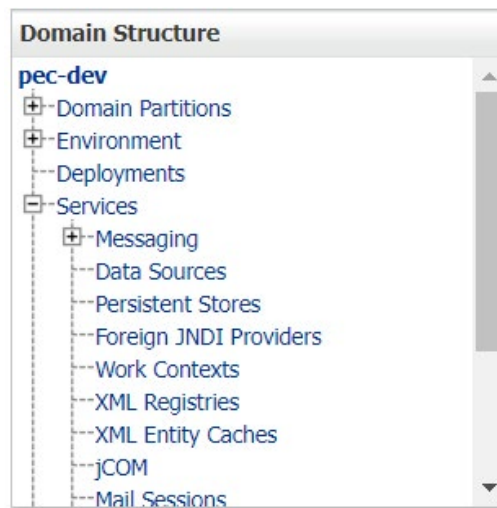 Domain Structure
pec-dev
Domain Partitions
Environment
Deployments
Services
Messaging
Data Sources
Persistent Stores
Foreign JNDI Providers
Work Contexts
XML Registries
XML Entity Caches
jCOM
Mail Sessions